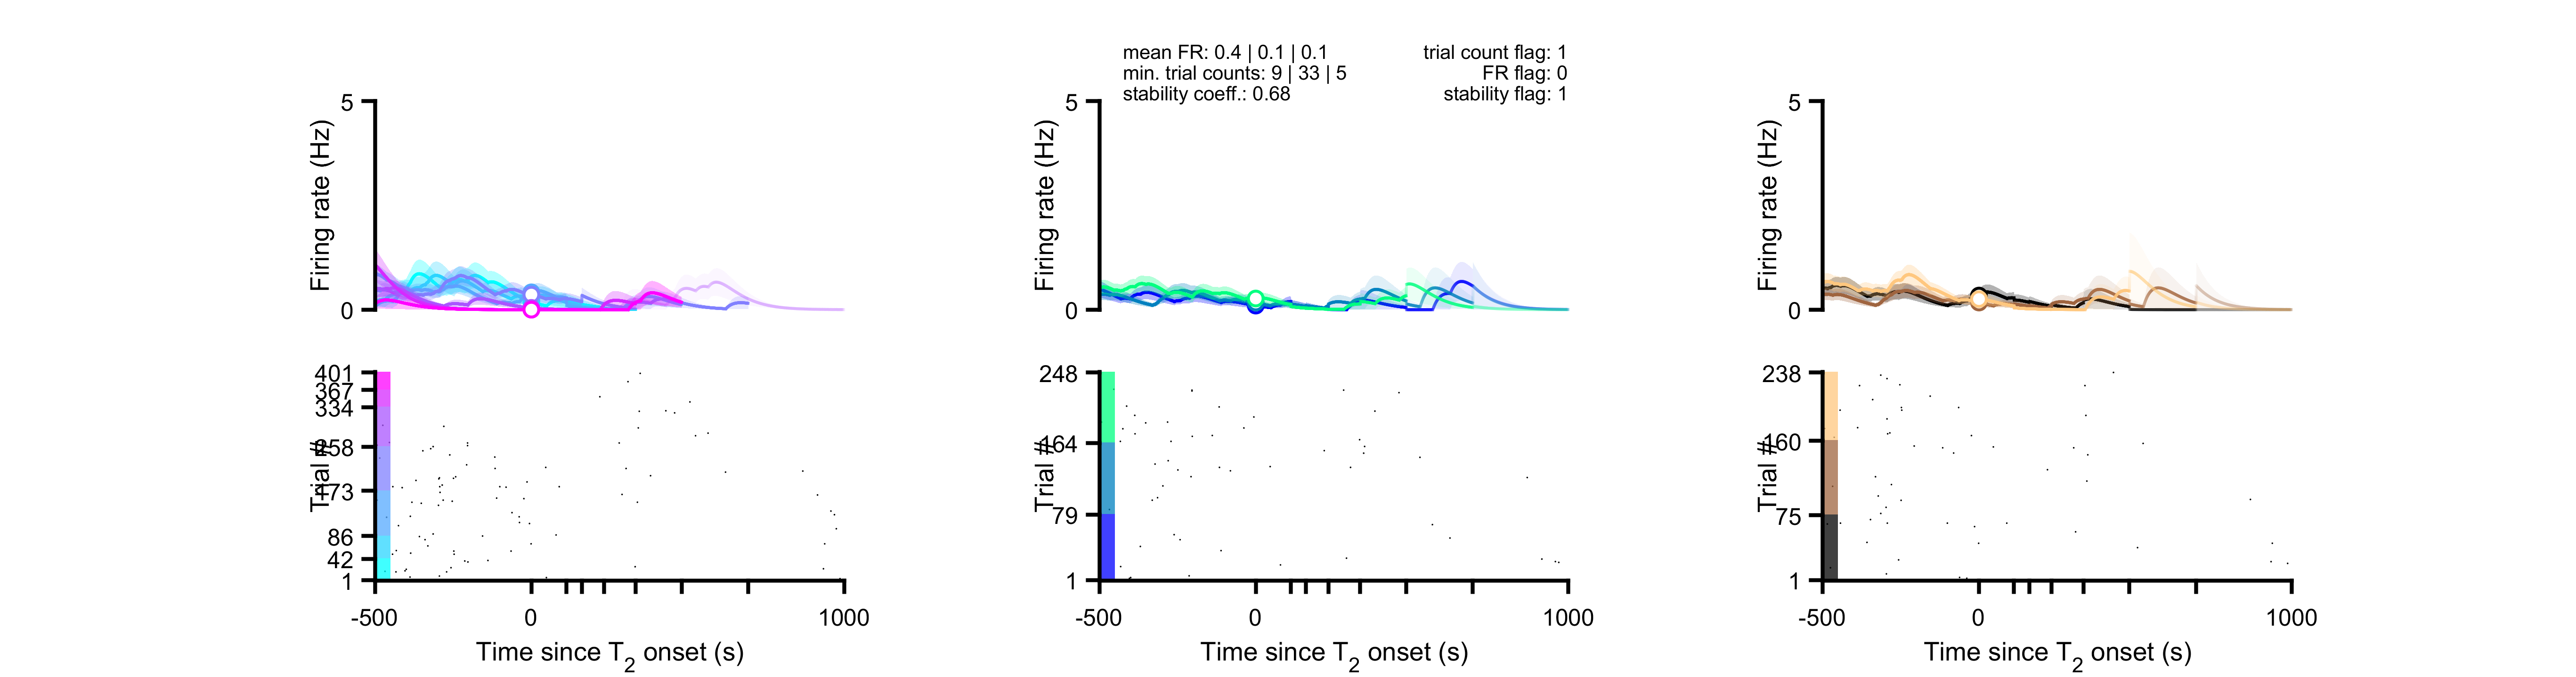 mean FR: 0.4 | 0.1 | 0.1
min. trial counts: 9 | 33 | 5
stability coeff.: 0.68
trial count flag: 1
FR flag: 0
stability flag: 1
Firing rate (Hz)
5
0
Trial #
401
367
334
258
173
86
42
1
-500
0
1000
Time since T2 onset (s)
Firing rate (Hz)
5
0
Trial #
248
164
79
1
-500
0
1000
Time since T2 onset (s)
Firing rate (Hz)
5
0
Trial #
238
160
75
1
-500
0
1000
Time since T2 onset (s)